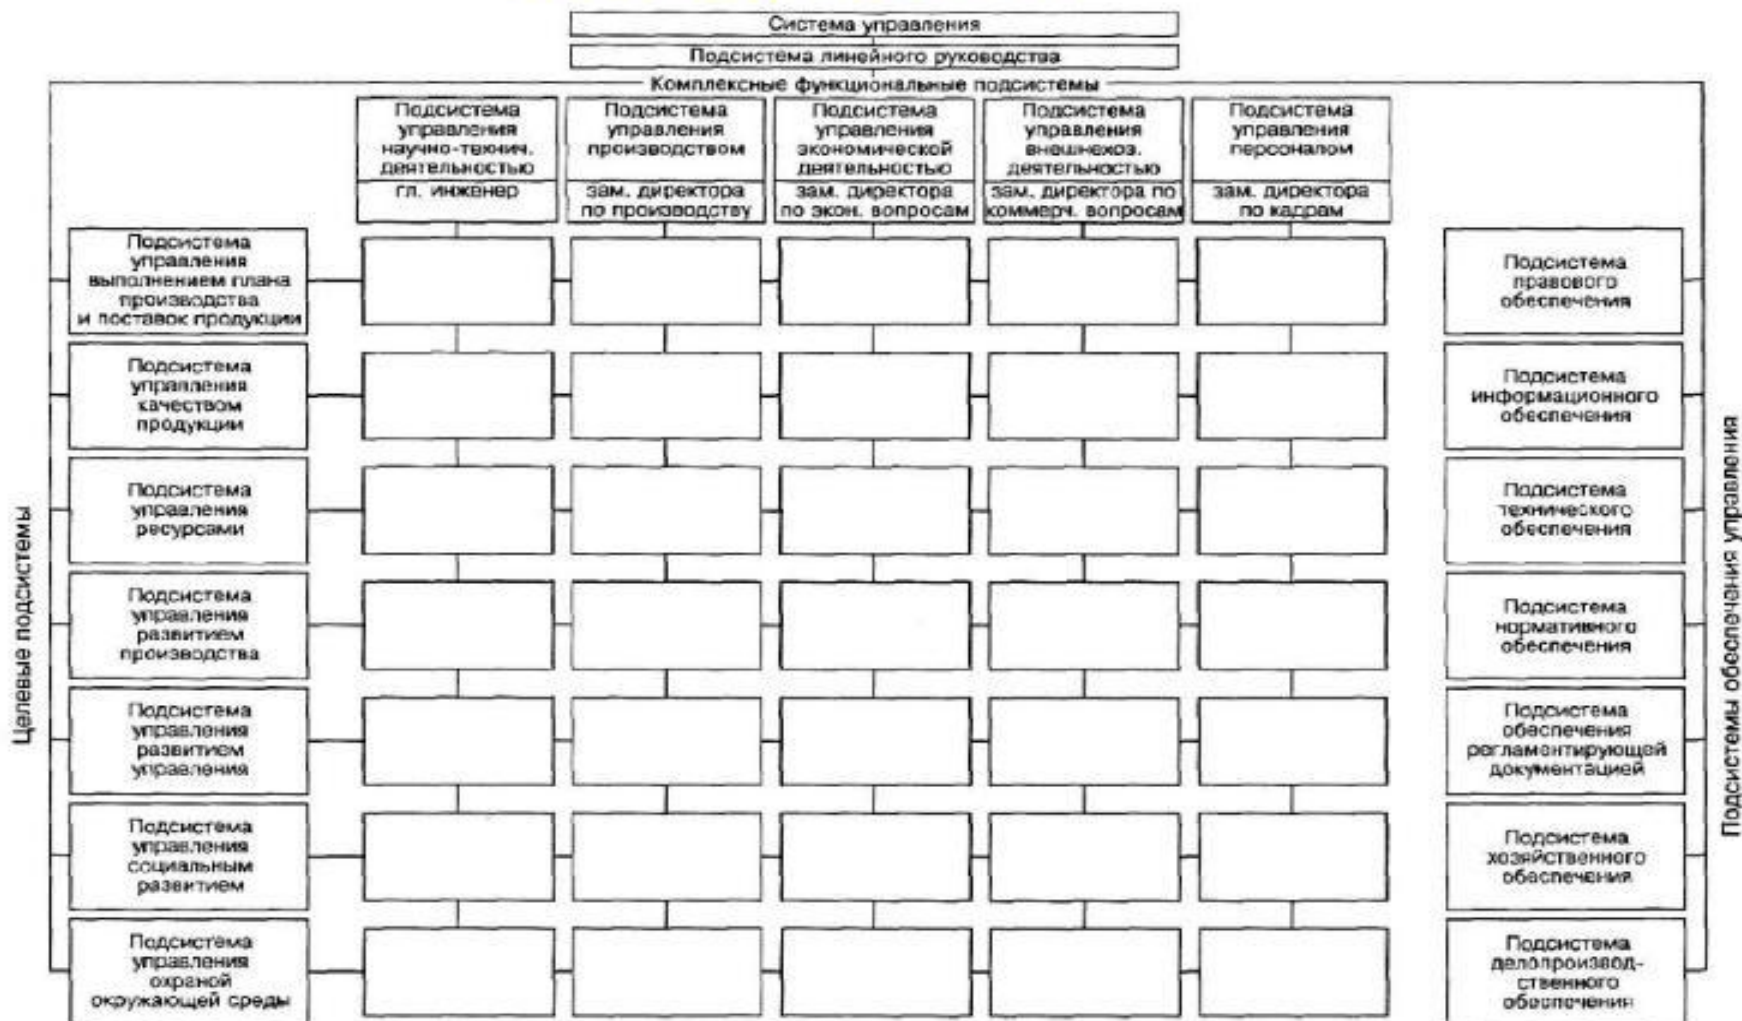 Система управления
Подсистема линейного руководства
Комплексные функциональные подсистемы
Подсистема
управления
научно-технич.
деятельностью
гл. инженер
Подсистема
управления
производством
зам. директора
по производству
Подсистема
управления
экономической
деятельностью
зам. директора
по экон. вопросам
Подсистема
управления
внешнехоз.
деятельностью
зам. директора по
коммерч. вопросам
Подсистема
управления
персоналом
зам. директора
по кадрам
Целевые подсистемы
Подсистема
управления
выполнением плана
производства
и поставок продукции
Подсистема
управления
качеством
продукции
Подсистема
управления
ресурсами
Подсистема
управления
развитием
производства
Подсистема
управления
развитием
управления
Подсистема
управления
социальным
развитием
Подсистема
управления
охраной
окружающей среды
Подсистема
правового
обеспечения
Подсистема
информационного
обеспечения
Подсистема
технического
обеспечения
Подсистема
нормативного
обеспечения
Подсистема
обеспечения
регламентирующей
документацией
Подсистема
хозяйственного
обеспечения
Подсистема
делопроизвод-
ственного
обеспечения
Подсистемы обеспечения управления